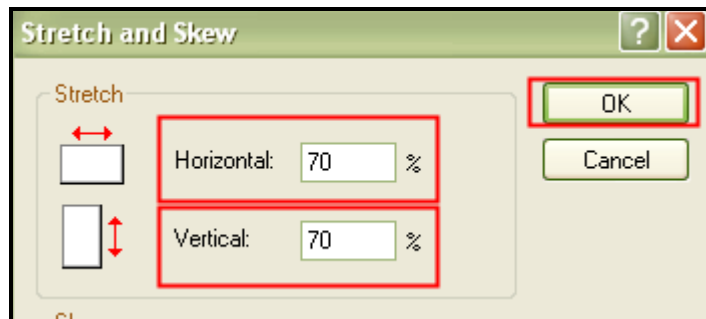 Stretch and Skew
Stretch
OK
Horizontal: 70 %
Cancel
Vertical: 70 %